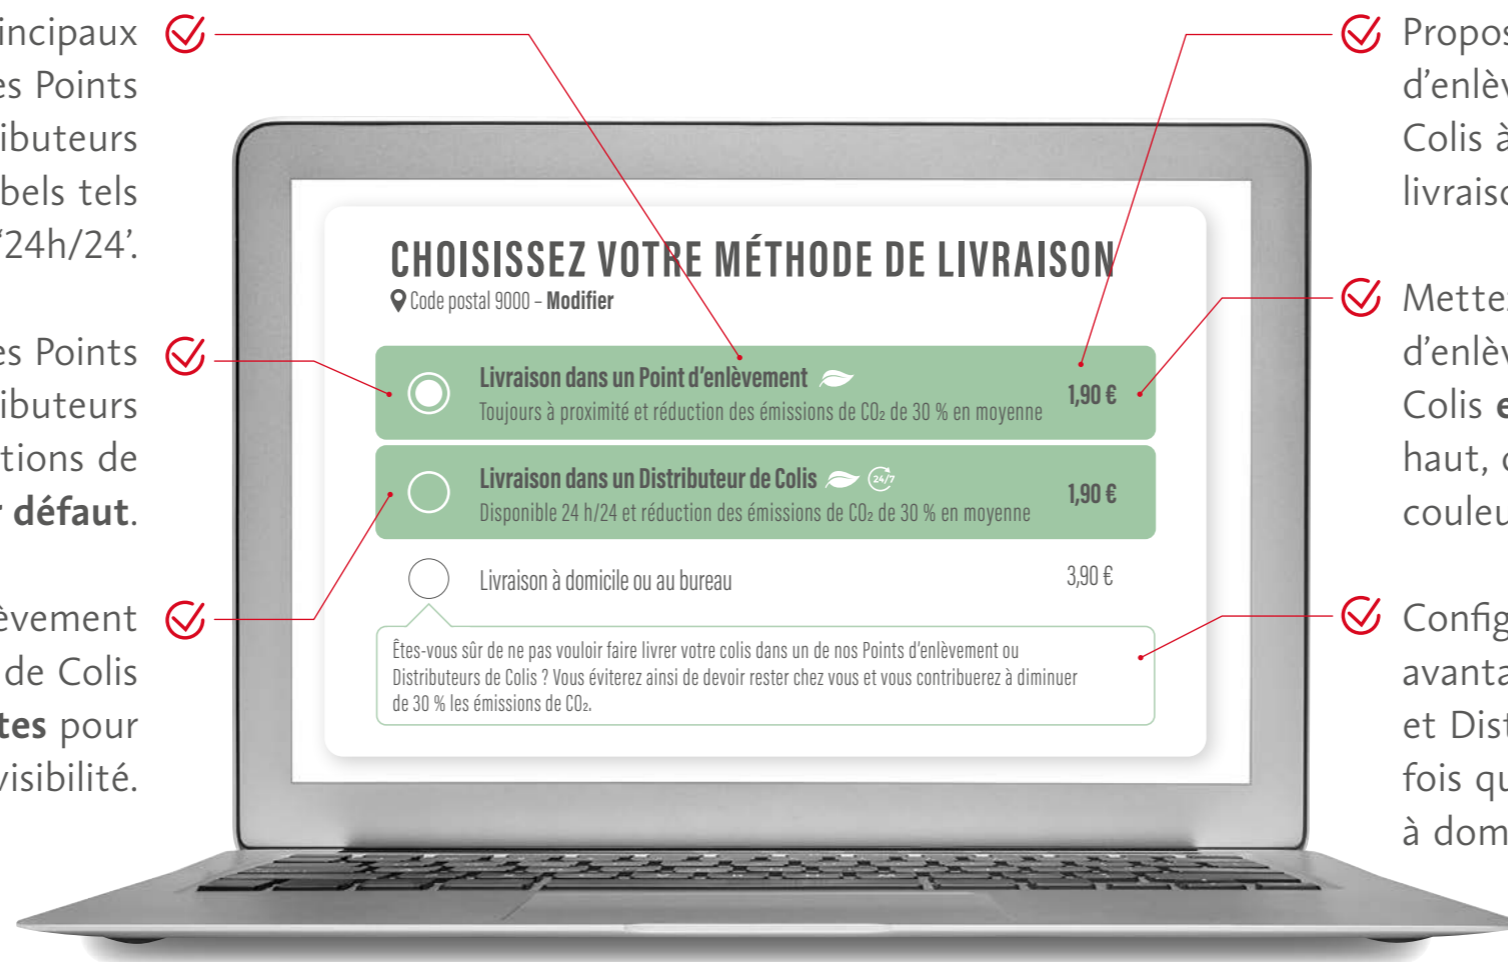 incipaux
es Points
ributeurs
bels tels
‘24h/24’.
es Points
ributeurs
tions de
r défaut.
èvement
de Colis
tes pour
visibilité.
CHOISISSEZ VOTRE MÉTHODE DE LIVRAISON
Code postal 9000 – Modifier
Livraison dans un Point d’enlèvement
Toujours à proximité et réduction des émissions de CO₂ de 30 % en moyenne
1,90 €
Livraison dans un Distributeur de Colis 24/7
Disponible 24 h/24 et réduction des émissions de CO₂ de 30 % en moyenne
1,90 €
Livraison à domicile ou au bureau
3,90 €
Êtes-vous sûr de ne pas vouloir faire livrer votre colis dans un de nos Points d’enlèvement ou
Distributeurs de Colis ? Vous éviterez ainsi de devoir rester chez vous et vous contribuerez à diminuer
de 30 % les émissions de CO₂.
Propos
d’enlèv
Colis à
livraiso
Mettez
d’enlèv
Colis e
haut, c
couleu
Config
avanta
et Dist
fois qu
à dom